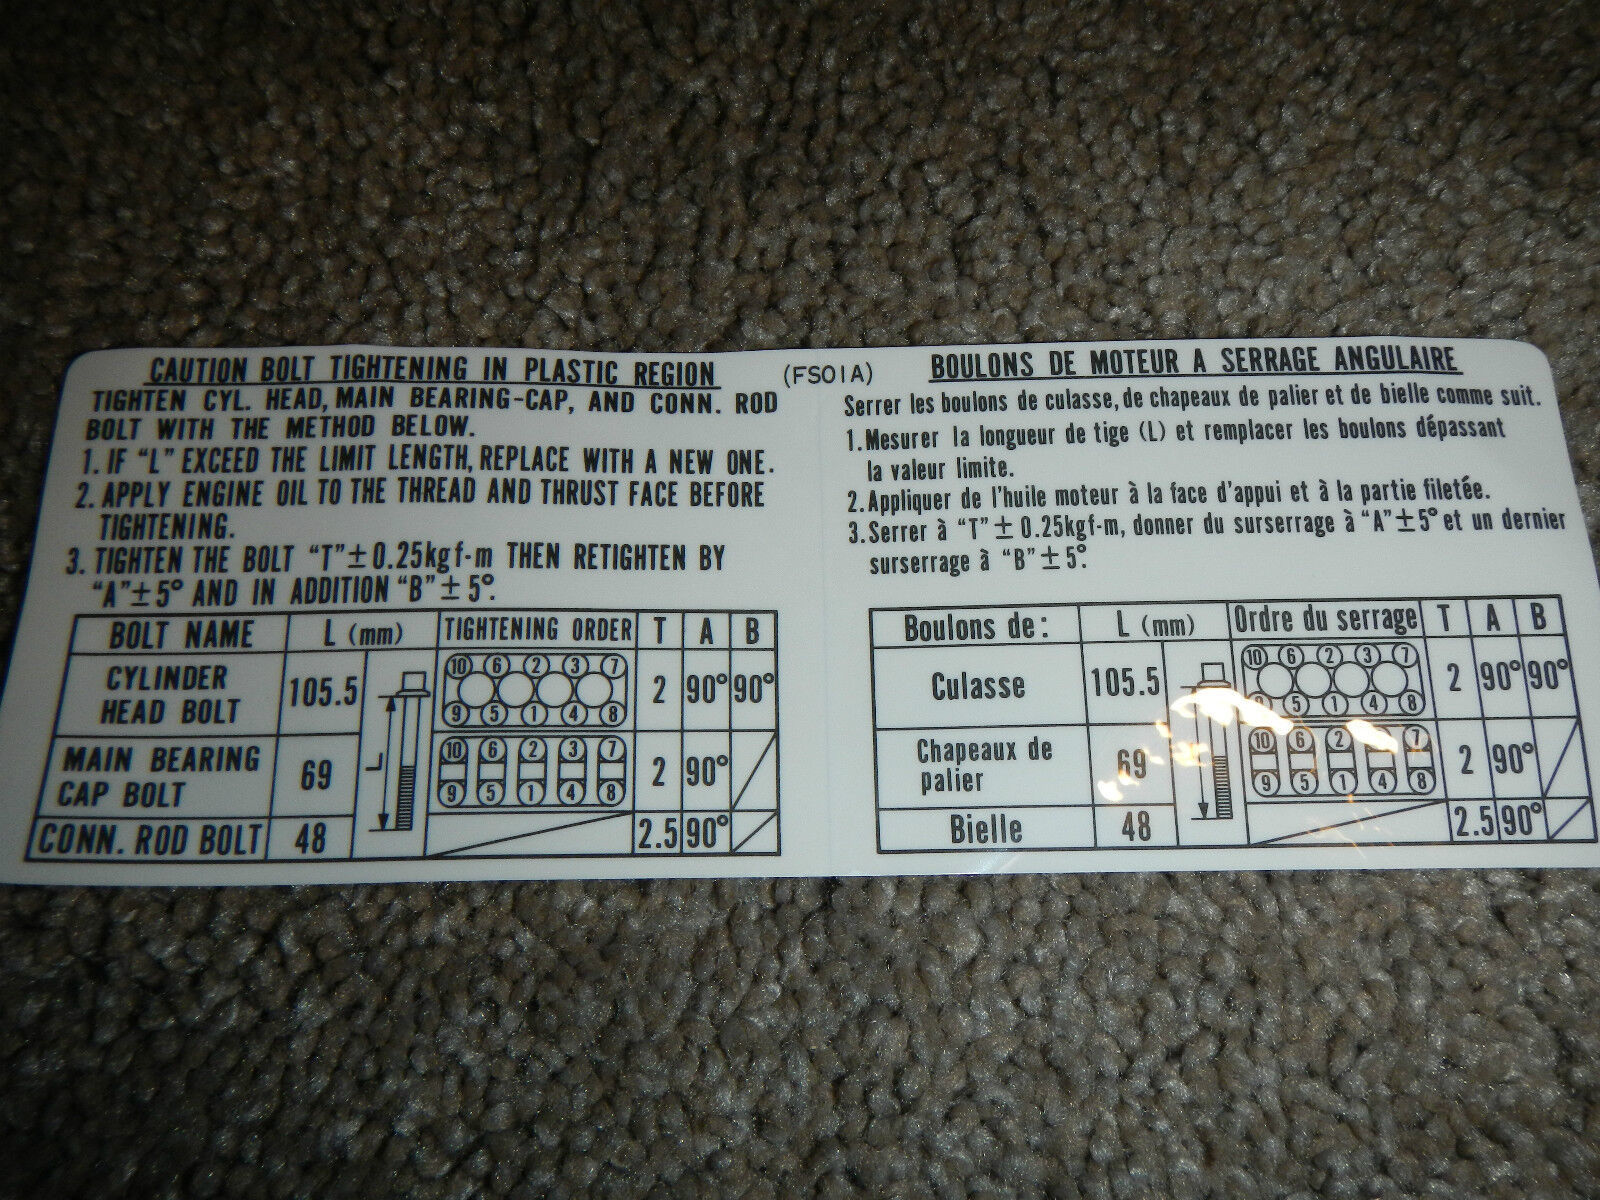 CAUTION BOLT TIGHTENING IN PLASTIC REGION
TIGHTEN CYL. HEAD, MAIN BEARING-CAP, AND CONN. ROD
BOLT WITH THE METHOD BELOW.
1. IF "L" EXCEED THE LIMIT LENGTH, REPLACE WITH A NEW ONE.
2. APPLY ENGINE OIL TO THE THREAD AND THRUST FACE BEFORE
TIGHTENING.
3. TIGHTEN THE BOLT "T"±0.25kgf-m THEN RETIGHTEN BY
"A"±5° AND IN ADDITION "B"±5°.
BOLT NAME L (mm) TIGHTENING ORDER T A B
10 6 2 3 7
CYLINDER
HEAD BOLT 105.5 2 90° 90°
9 5 1 4 8
L
10 6 2 3 7
MAIN BEARING
CAP BOLT 69 2 90°
9 5 1 4 8
CONN. ROD BOLT 48 2.5 90°
(FS01A)
BOULONS DE MOTEUR A SERRAGE ANGULAIRE
Serrer les boulons de culasse, de chapeaux de palier et de bielle comme suit.
1. Mesurer la longueur de tige (L) et remplacer les boulons dépassant
la valeur limite.
2. Appliquer de l'huile moteur à la face d'appui et à la partie filetée.
3. Serrer à "T"±0.25kgf-m, donner du surserrage à "A"±5° et un dernier
surserrage à "B"±5°.
Boulons de: L (mm) Ordre du serrage T A B
10 6 2 3 7
Culasse 105.5 2 90° 90°
5 1 4 8
10 6 2 7
Chapeaux de
palier 69 2 90°
9 5 1 4 8
Bielle 48 2.5 90°